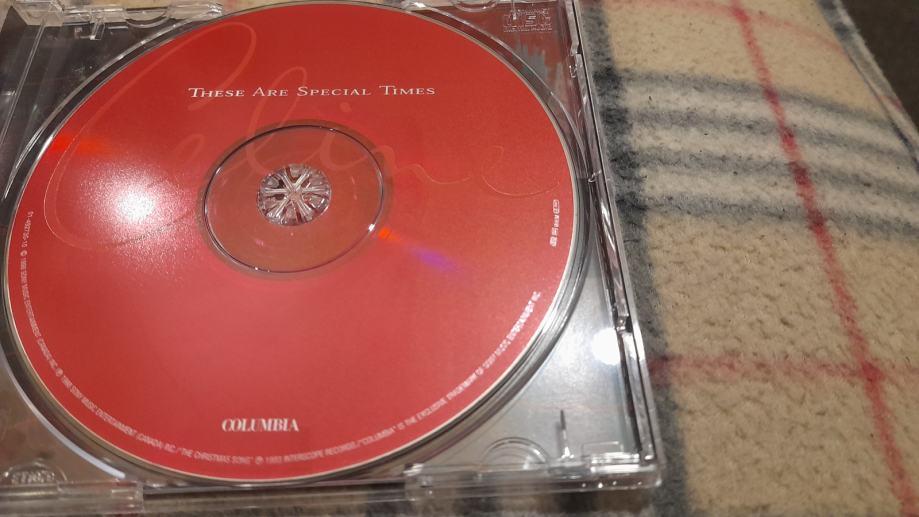 Celine
THESE ARE SPECIAL TIMES
COLUMBIA
1998 SONY MUSIC ENTERTAINMENT (CANADA) INC./"THE CHRISTMAS SONG" ℗ 1993 INTERSCOPE RECORDS./"COLUMBIA" IS THE EXCLUSIVE TRADEMARK OF SONY MUSIC ENTERTAINMENT INC.